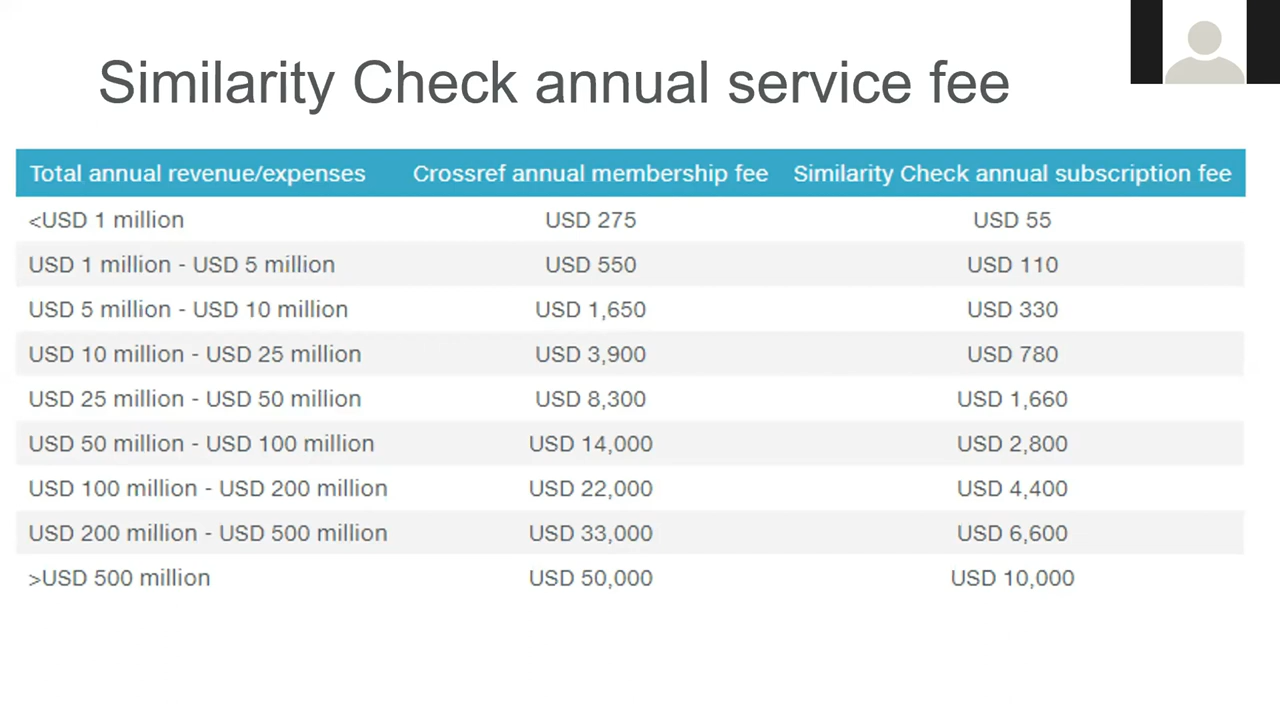 Similarity Check annual service fee
Total annual revenue/expenses Crossref annual membership fee Similarity Check annual subscription fee
<USD 1 million USD 275 USD 55
USD 1 million - USD 5 million USD 550 USD 110
USD 5 million - USD 10 million USD 1,650 USD 330
USD 10 million - USD 25 million USD 3,900 USD 780
USD 25 million - USD 50 million USD 8,300 USD 1,660
USD 50 million - USD 100 million USD 14,000 USD 2,800
USD 100 million - USD 200 million USD 22,000 USD 4,400
USD 200 million - USD 500 million USD 33,000 USD 6,600
>USD 500 million USD 50,000 USD 10,000